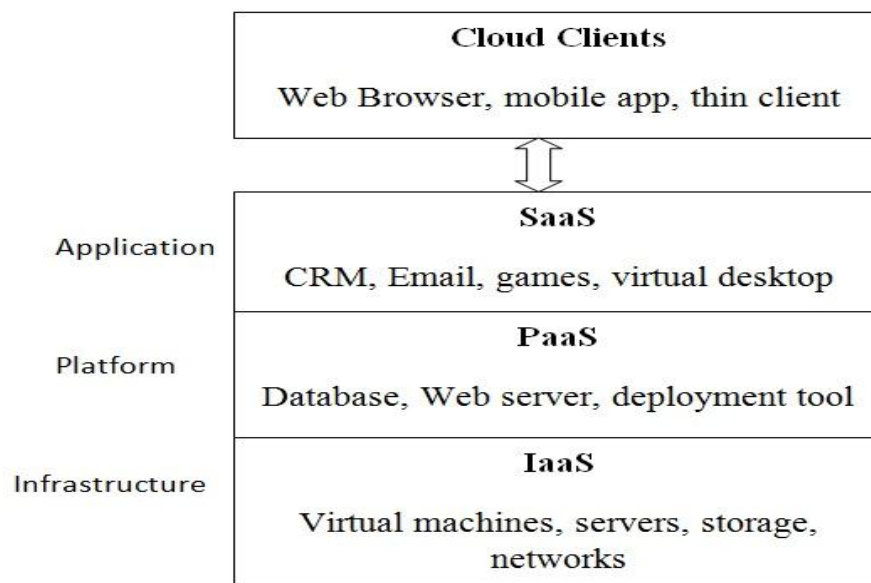 Cloud Clients
Web Browser, mobile app, thin client
Application
SaaS
CRM, Email, games, virtual desktop
Platform
PaaS
Database, Web server, deployment tool
Infrastructure
IaaS
Virtual machines, servers, storage,
networks